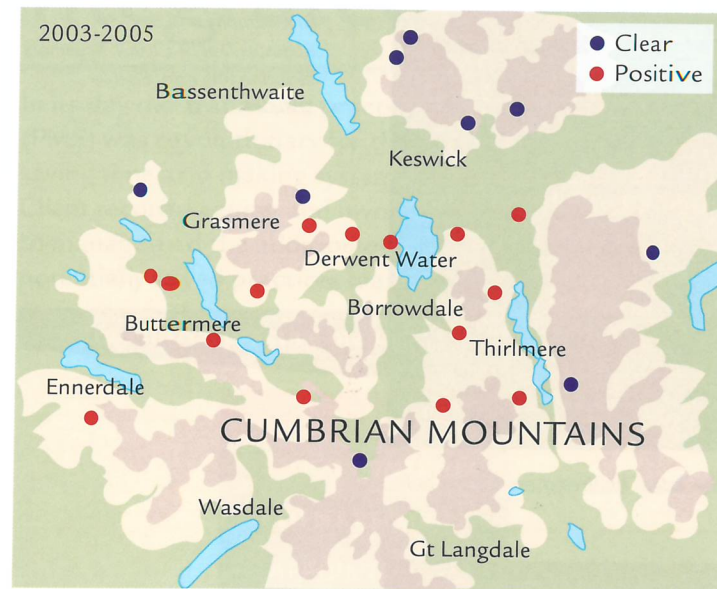 2003-2005
Clear
Positive
Bassenthwaite
Keswick
Grasmere
Derwent Water
Borrowdale
Buttermere
Thirlmere
Ennerdale
CUMBRIAN MOUNTAINS
Wasdale
Gt Langdale